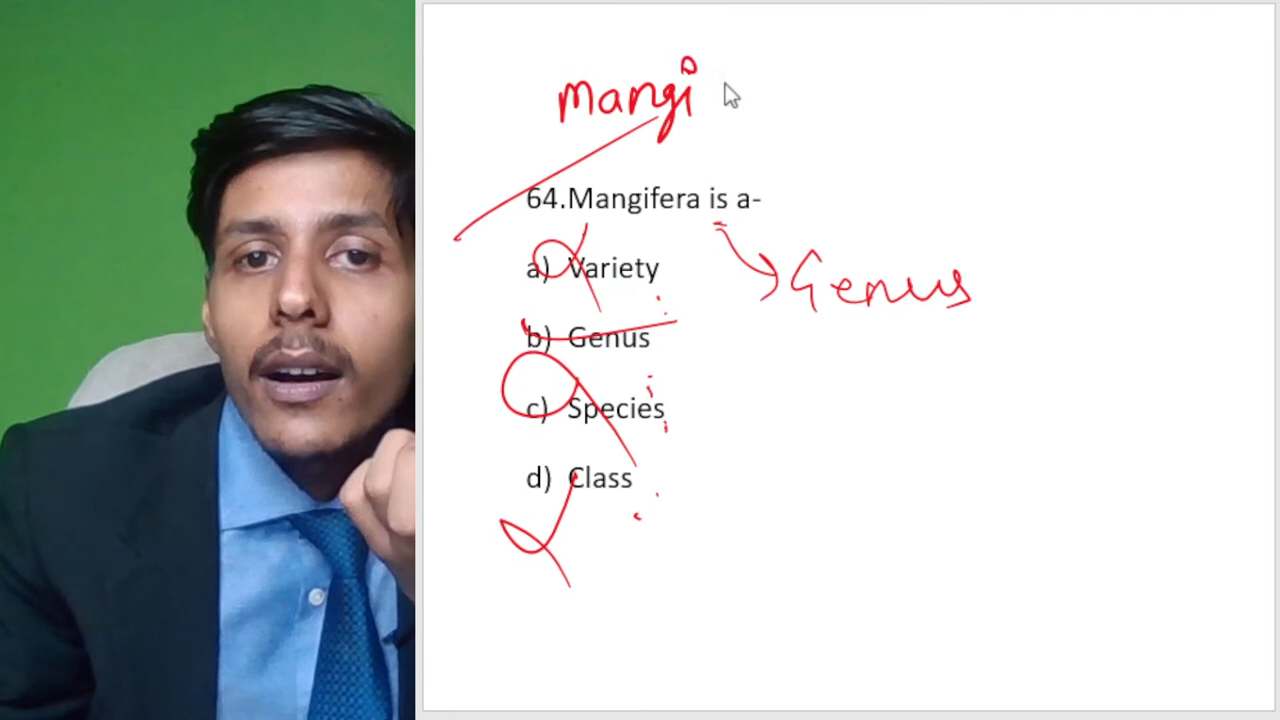 mangi
64.Mangifera is a-
a) Variety
Genus
b) Genus
c) Species
d) Class